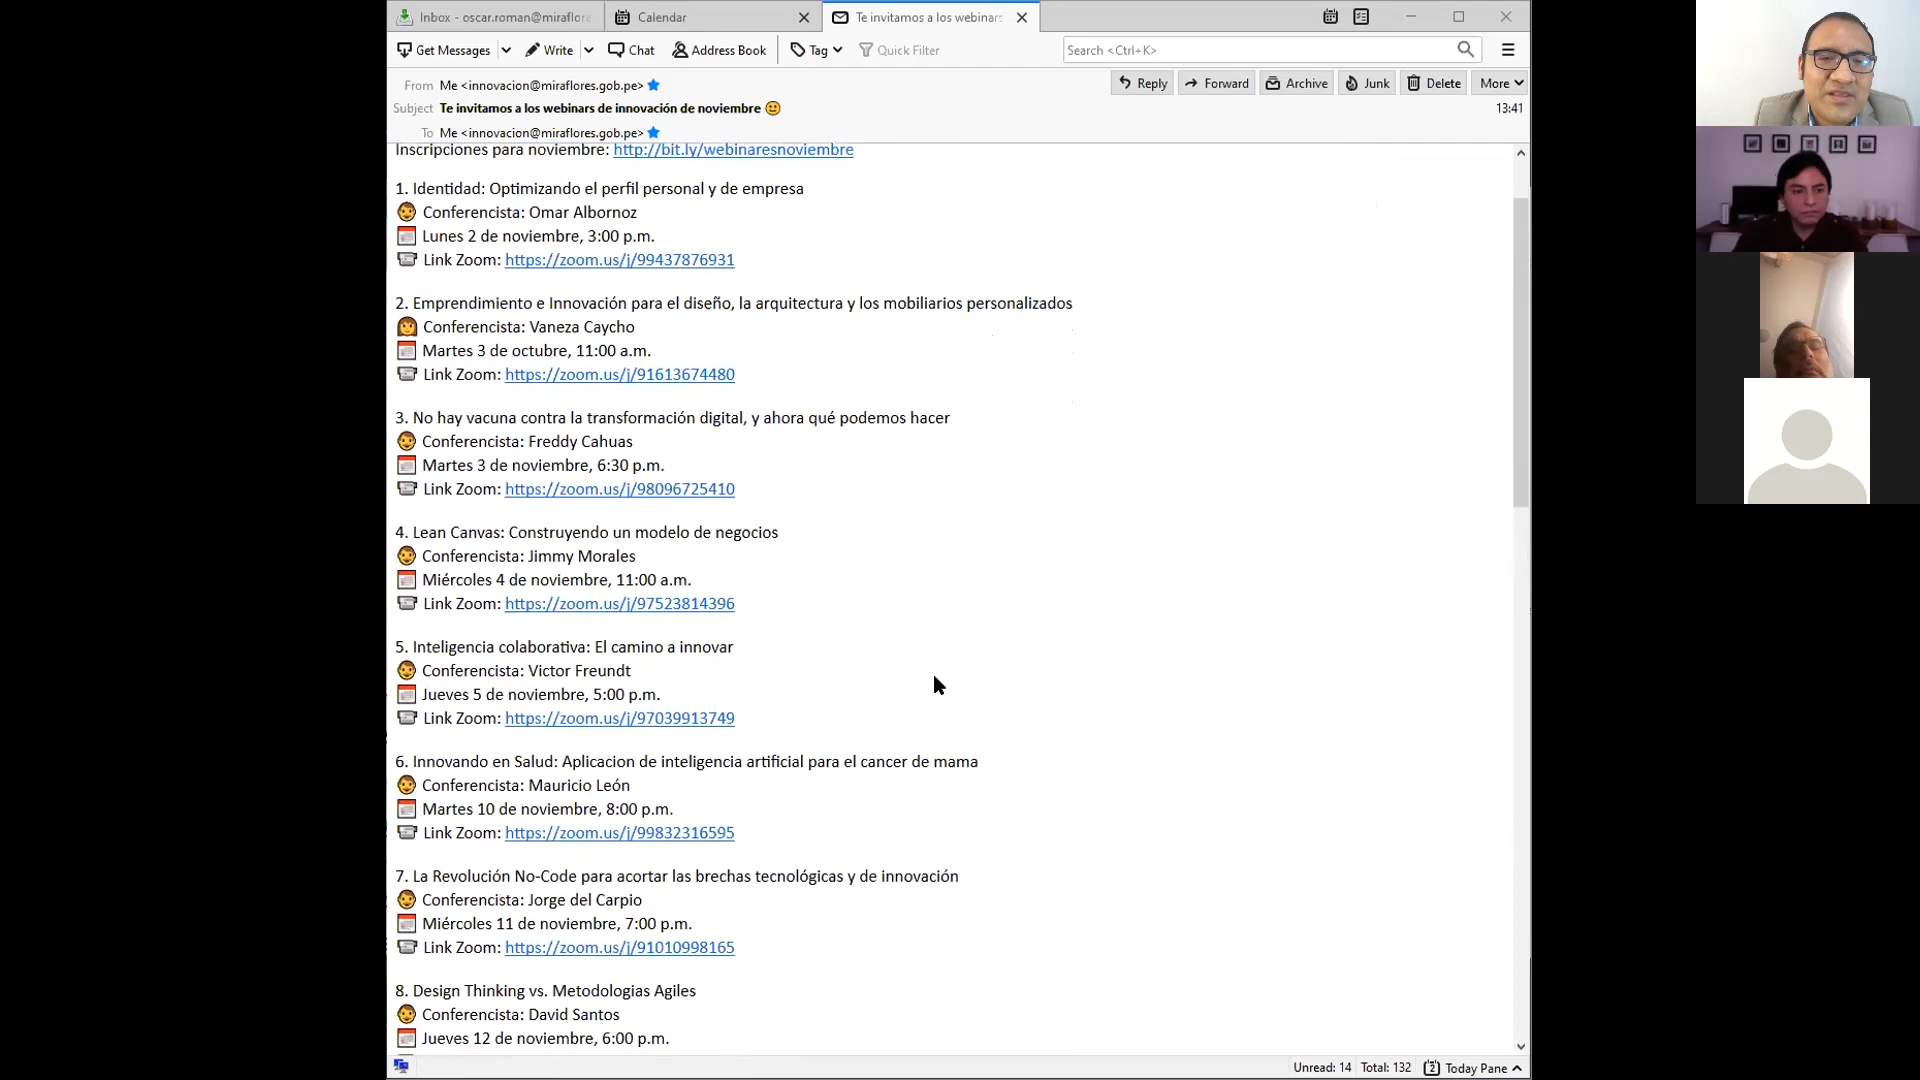 Inbox - oscar.roman@miraflore
Calendar
Te invitamos a los webinars
Get Messages
Write
Chat
Address Book
Tag
Quick Filter
Search <Ctrl+K>
From Me <innovacion@miraflores.gob.pe>
Reply
Forward
Archive
Junk
Delete
More
Subject Te invitamos a los webinars de innovación de noviembre 🙂
13:41
To Me <innovacion@miraflores.gob.pe>
Inscripciones para noviembre: http://bit.ly/webinaresnoviembre
1. Identidad: Optimizando el perfil personal y de empresa
Conferencista: Omar Albornoz
Lunes 2 de noviembre, 3:00 p.m.
Link Zoom: https://zoom.us/j/99437876931
2. Emprendimiento e Innovación para el diseño, la arquitectura y los mobiliarios personalizados
Conferencista: Vaneza Caycho
Martes 3 de octubre, 11:00 a.m.
Link Zoom: https://zoom.us/j/91613674480
3. No hay vacuna contra la transformación digital, y ahora qué podemos hacer
Conferencista: Freddy Cahuas
Martes 3 de noviembre, 6:30 p.m.
Link Zoom: https://zoom.us/j/98096725410
4. Lean Canvas: Construyendo un modelo de negocios
Conferencista: Jimmy Morales
Miércoles 4 de noviembre, 11:00 a.m.
Link Zoom: https://zoom.us/j/97523814396
5. Inteligencia colaborativa: El camino a innovar
Conferencista: Victor Freundt
Jueves 5 de noviembre, 5:00 p.m.
Link Zoom: https://zoom.us/j/97039913749
6. Innovando en Salud: Aplicacion de inteligencia artificial para el cancer de mama
Conferencista: Mauricio León
Martes 10 de noviembre, 8:00 p.m.
Link Zoom: https://zoom.us/j/99832316595
7. La Revolución No-Code para acortar las brechas tecnológicas y de innovación
Conferencista: Jorge del Carpio
Miércoles 11 de noviembre, 7:00 p.m.
Link Zoom: https://zoom.us/j/91010998165
8. Design Thinking vs. Metodologias Agiles
Conferencista: David Santos
Jueves 12 de noviembre, 6:00 p.m.
Unread: 14 Total: 132 2 Today Pane